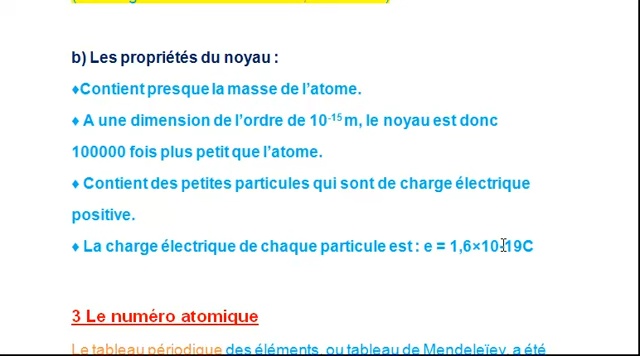 b) Les propriétés du noyau :
♦Contient presque la masse de l'atome.
♦ A une dimension de l'ordre de 10⁻¹⁵ m, le noyau est donc
100000 fois plus petit que l'atome.
♦ Contient des petites particules qui sont de charge électrique
positive.
♦ La charge électrique de chaque particule est : e = 1,6×10-19C
3 Le numéro atomique
Le tableau périodique des éléments, ou tableau de Mendeleïev, a été